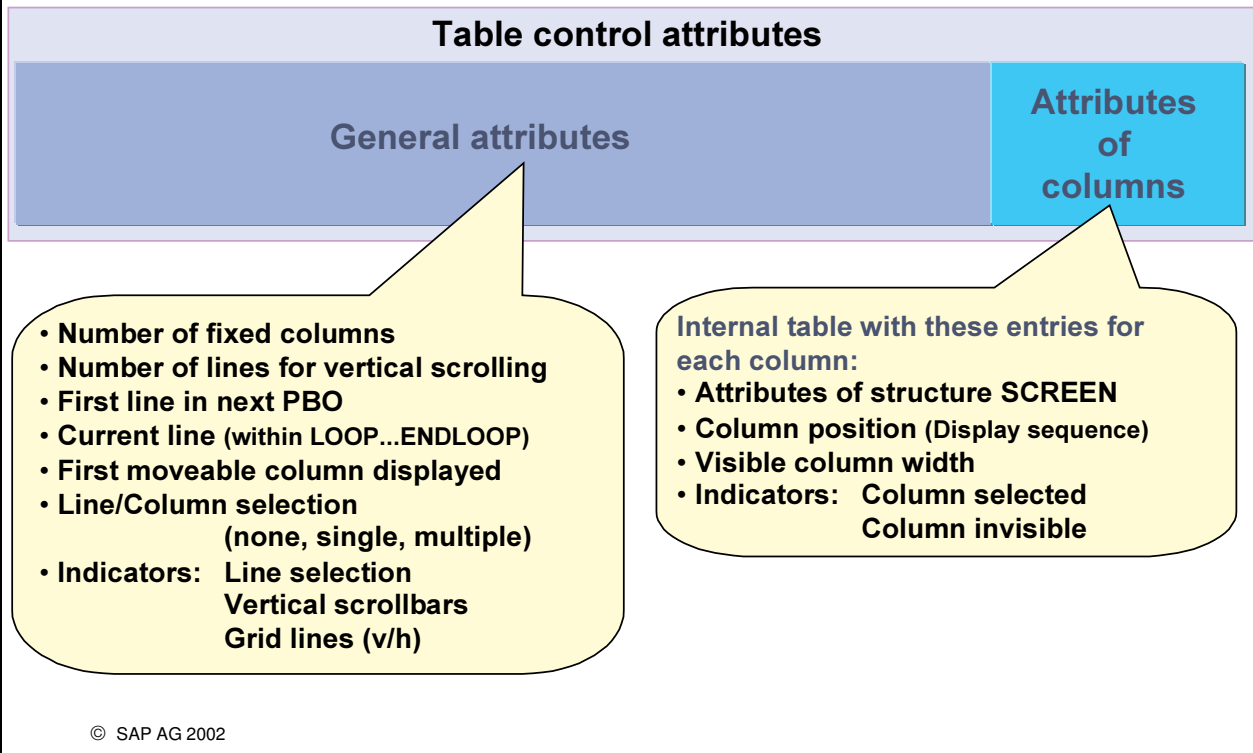 Table control attributes
General attributes
Attributes
of
columns
• Number of fixed columns
• Number of lines for vertical scrolling
• First line in next PBO
• Current line (within LOOP...ENDLOOP)
• First moveable column displayed
• Line/Column selection
(none, single, multiple)
• Indicators: Line selection
Vertical scrollbars
Grid lines (v/h)
Internal table with these entries for
each column:
• Attributes of structure SCREEN
• Column position (Display sequence)
• Visible column width
• Indicators: Column selected
Column invisible
© SAP AG 2002